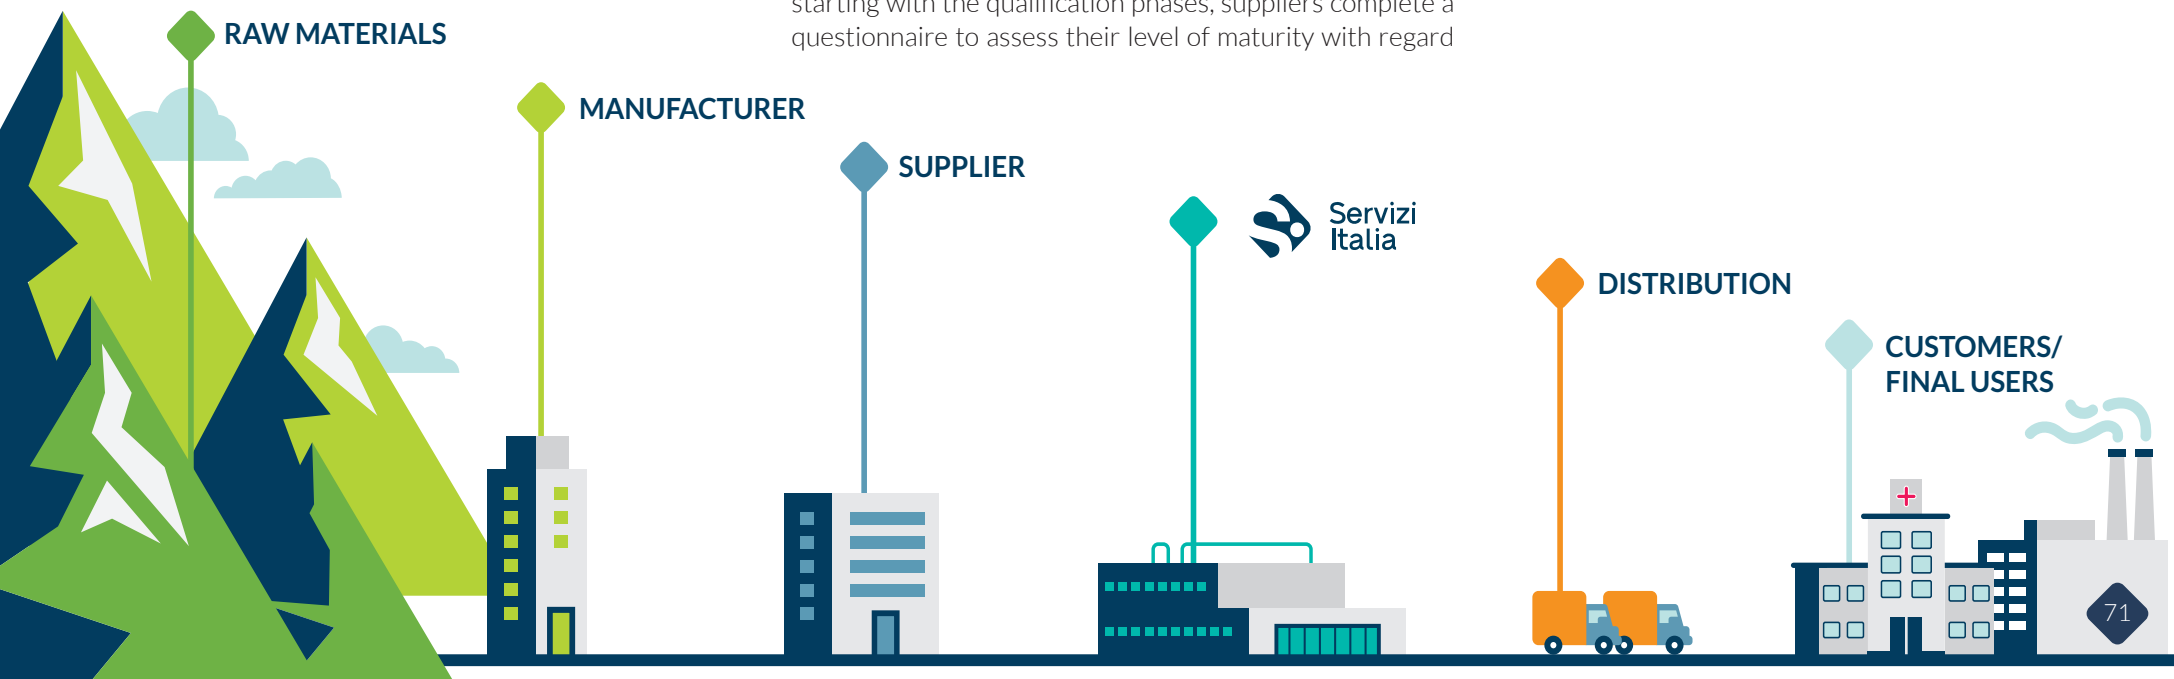 starting with the qualification phases, suppliers complete a
questionnaire to assess their level of maturity with regard
RAW MATERIALS
MANUFACTURER
SUPPLIER
Servizi
Italia
DISTRIBUTION
CUSTOMERS/
FINAL USERS
71